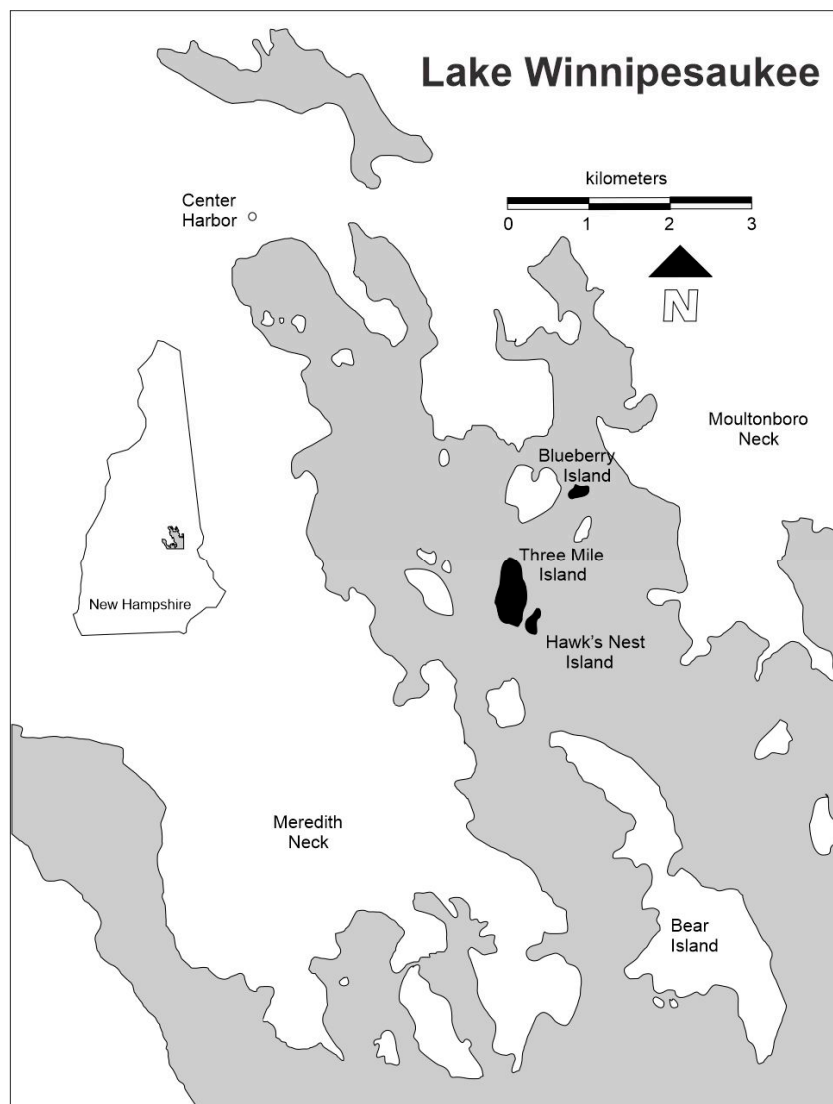 Lake Winnipesaukee
kilometers
0 1 2 3
N
Center
Harbor
Moultonboro
Neck
Blueberry
Island
Three Mile
Island
New Hampshire
Hawk's Nest
Island
Meredith
Neck
Bear
Island